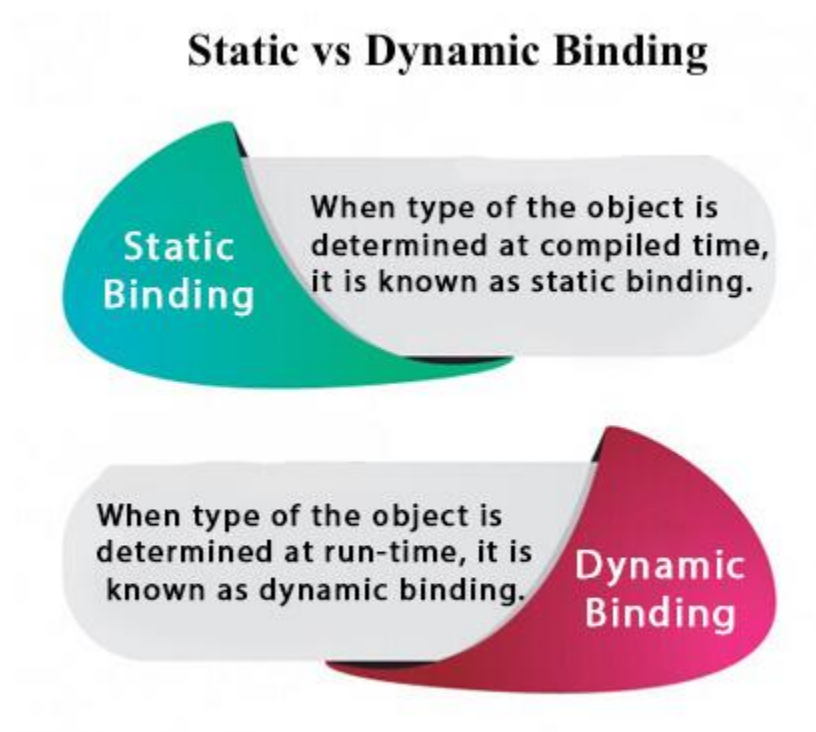 Static vs Dynamic Binding
Static
Binding
When type of the object is
determined at compiled time,
it is known as static binding.
When type of the object is
determined at run-time, it is
known as dynamic binding.
Dynamic
Binding